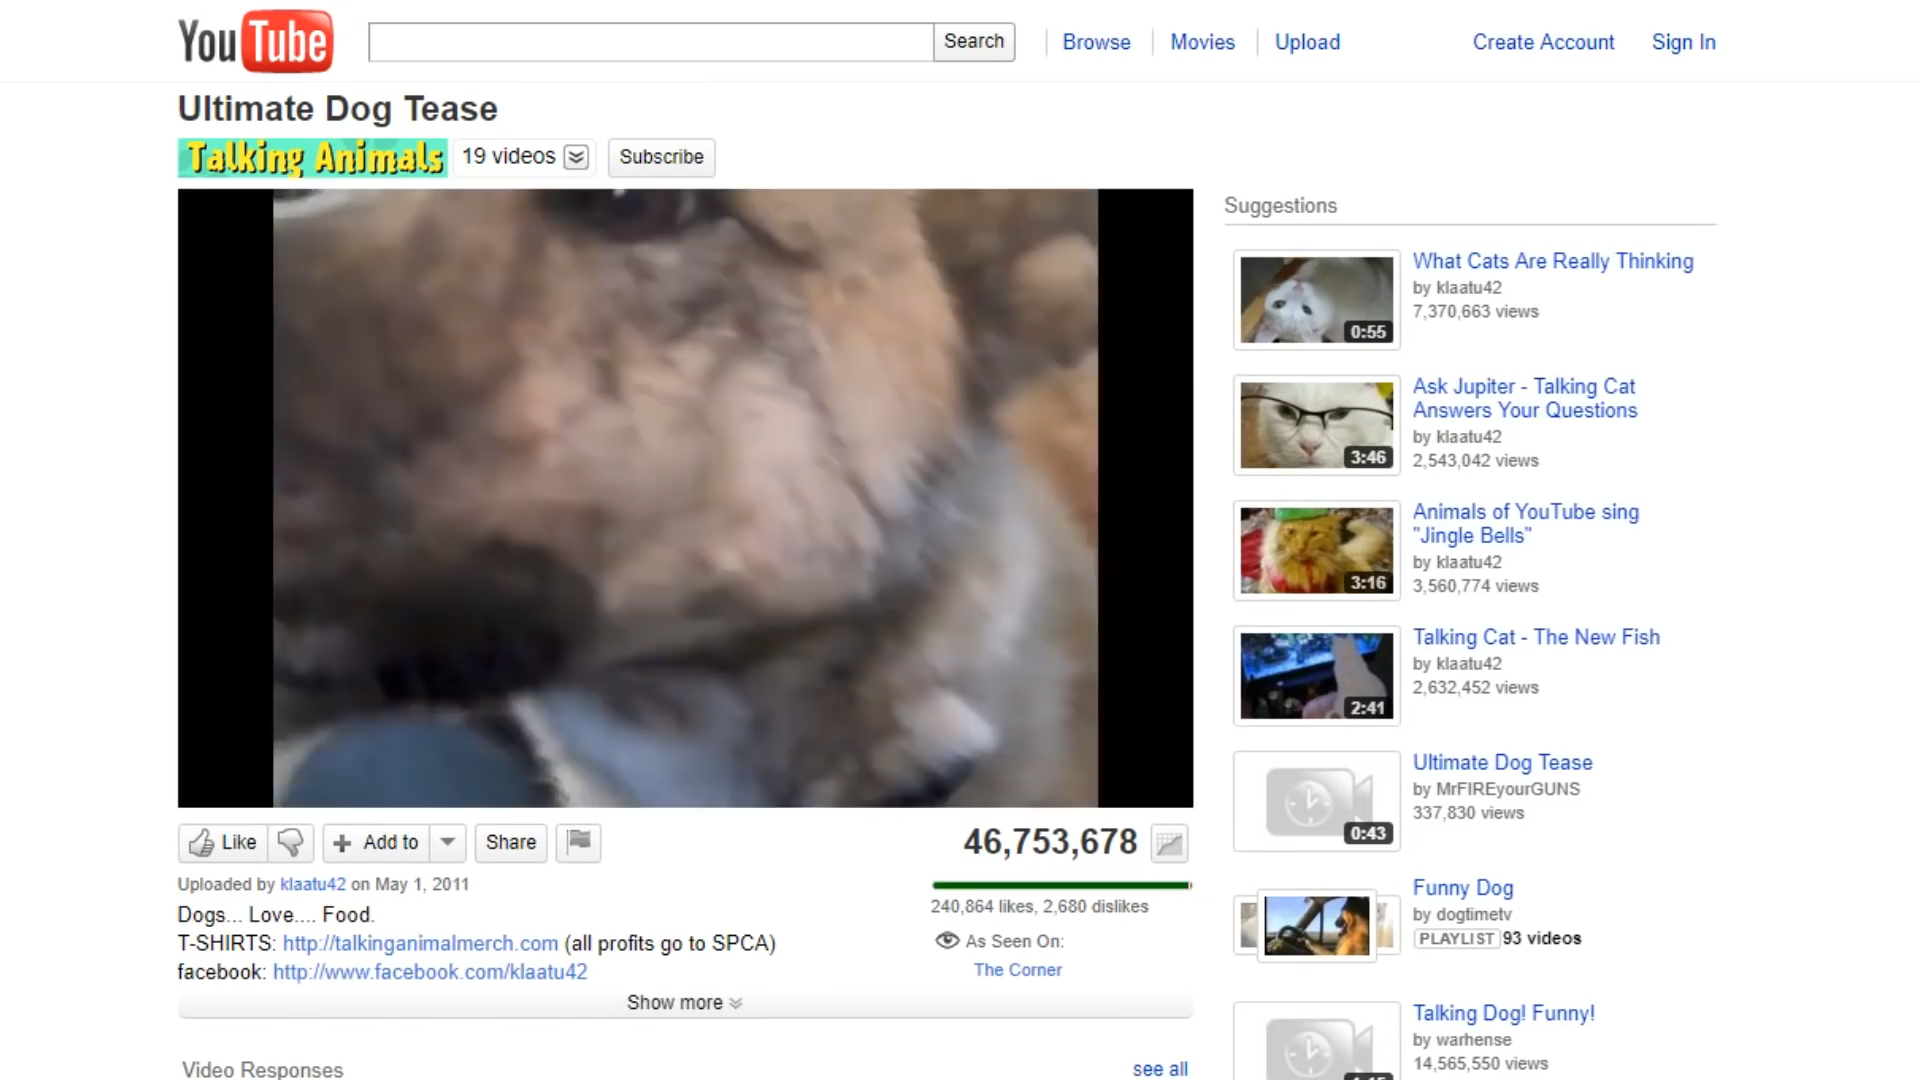 YouTube
Search
Browse
Movies
Upload
Create Account
Sign In
Ultimate Dog Tease
Talking Animals
19 videos
Subscribe
Suggestions
What Cats Are Really Thinking
by klaatu42
7,370,663 views
0:55
Ask Jupiter - Talking Cat
Answers Your Questions
by klaatu42
2,543,042 views
3:46
Animals of YouTube sing
"Jingle Bells"
by klaatu42
3,560,774 views
3:16
Talking Cat - The New Fish
by klaatu42
2,632,452 views
2:41
Ultimate Dog Tease
by MrFIREyourGUNS
337,830 views
0:43
Funny Dog
by dogtimetv
PLAYLIST 93 videos
Talking Dog! Funny!
by warhense
14,565,550 views
Like
Add to
Share
46,753,678
Uploaded by klaatu42 on May 1, 2011
240,864 likes, 2,680 dislikes
Dogs... Love.... Food.
T-SHIRTS: http://talkinganimalmerch.com (all profits go to SPCA)
facebook: http://www.facebook.com/klaatu42
As Seen On:
The Corner
Show more
Video Responses
see all